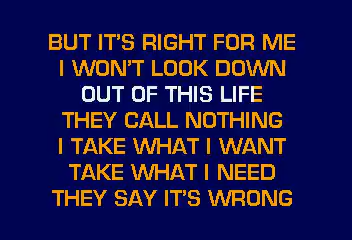 BUT IT'S RIGHT FOR ME
I WON'T LOOK DOWN
OUT OF THIS LIFE
THEY CALL NOTHING
I TAKE WHAT I WANT
TAKE WHAT I NEED
THEY SAY IT'S WRONG